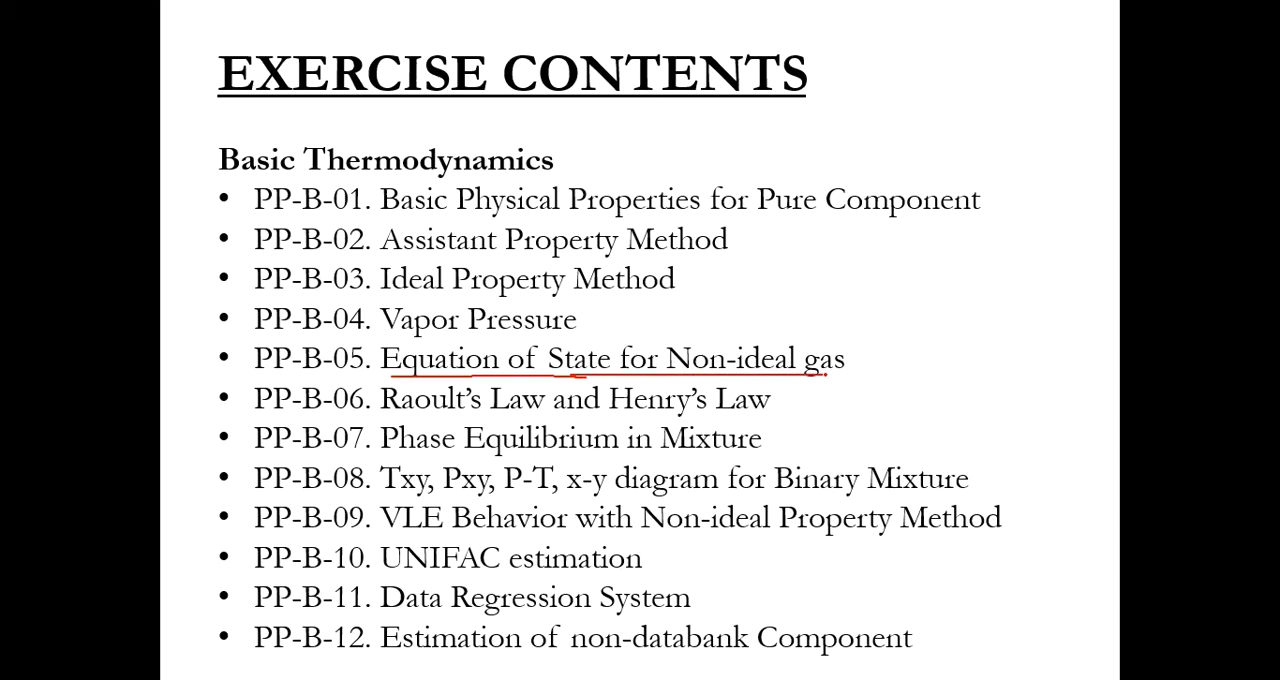 EXERCISE CONTENTS
Basic Thermodynamics
• PP-B-01. Basic Physical Properties for Pure Component
• PP-B-02. Assistant Property Method
• PP-B-03. Ideal Property Method
• PP-B-04. Vapor Pressure
• PP-B-05. Equation of State for Non-ideal gas
• PP-B-06. Raoult’s Law and Henry’s Law
• PP-B-07. Phase Equilibrium in Mixture
• PP-B-08. Txy, Pxy, P-T, x-y diagram for Binary Mixture
• PP-B-09. VLE Behavior with Non-ideal Property Method
• PP-B-10. UNIFAC estimation
• PP-B-11. Data Regression System
• PP-B-12. Estimation of non-databank Component